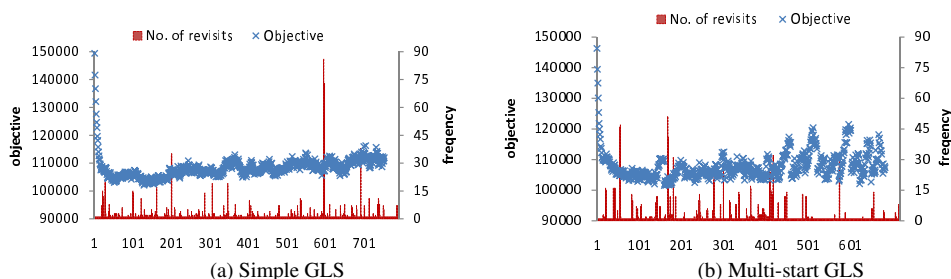 No. of revisits Objective
150000
140000
130000
120000
110000
100000
90000
objective
90
75
60
45
30
15
0
freqency
1 101 201 301 401 501 601 701
(a) Simple GLS
No. of revisits Objective
150000
140000
130000
120000
110000
100000
90000
objective
90
75
60
45
30
15
0
freqency
1 101 201 301 401 501 601
(b) Multi-start GLS